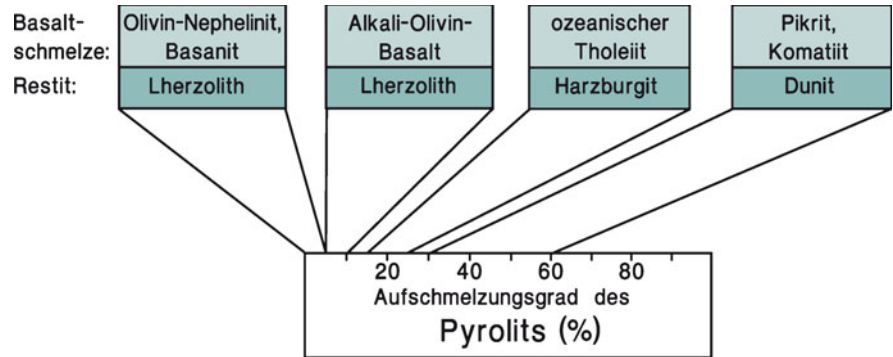 Basalt-
schmelze:
Restit:
Olivin-Nephelinit,
Basanit
Lherzolith
Alkali-Olivin-
Basalt
Lherzolith
ozeanischer
Tholeiit
Harzburgit
Pikrit,
Komatiit
Dunit
20 40 60 80
Aufschmelzungsgrad des
Pyrolits (%)